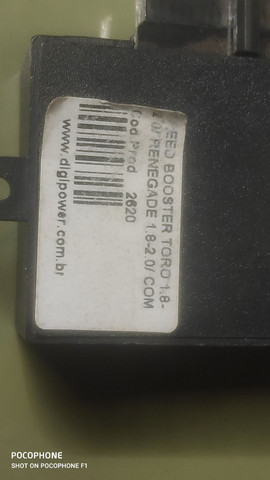 EED BOOSTER TORO 1.8-
RENEGADE 1.8-2.0/ COM
Cod Prod 2620
www.digipower.com.br
POCOPHONE
SHOT ON POCOPHONE F1